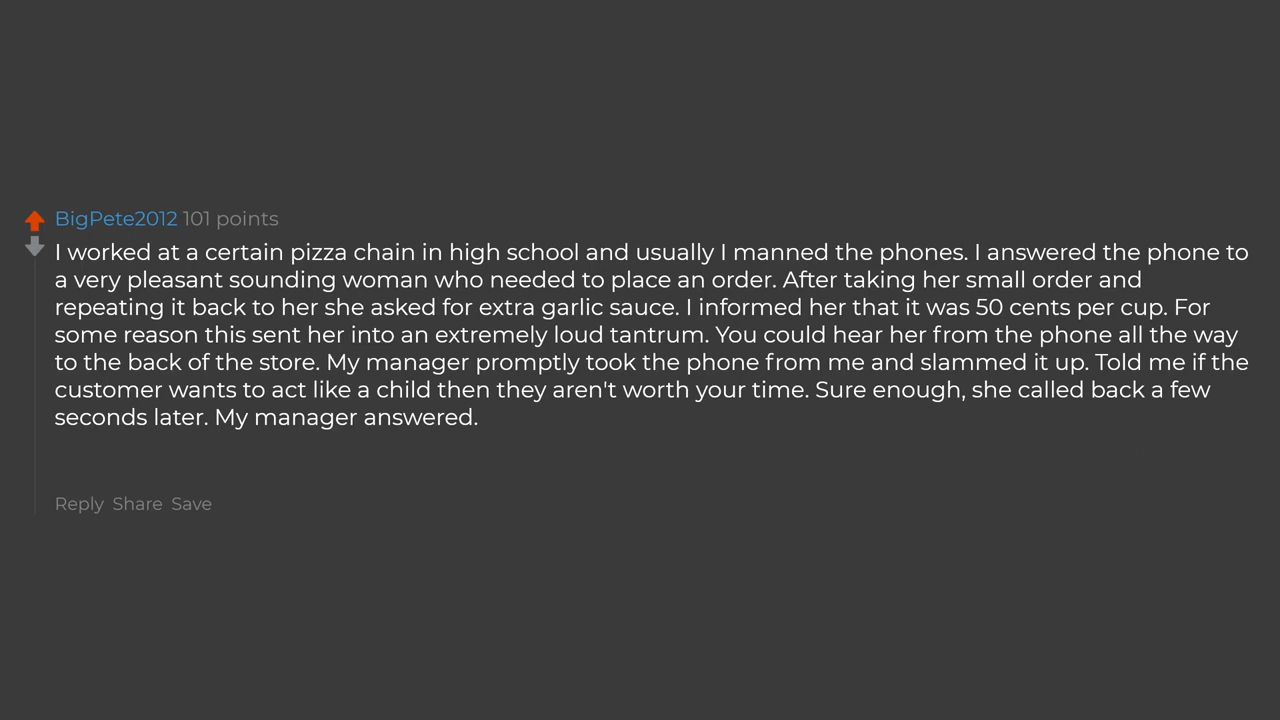 BigPete2012 101 points
I worked at a certain pizza chain in high school and usually I manned the phones. I answered the phone to
a very pleasant sounding woman who needed to place an order. After taking her small order and
repeating it back to her she asked for extra garlic sauce. I informed her that it was 50 cents per cup. For
some reason this sent her into an extremely loud tantrum. You could hear her from the phone all the way
to the back of the store. My manager promptly took the phone from me and slammed it up. Told me if the
customer wants to act like a child then they aren't worth your time. Sure enough, she called back a few
seconds later. My manager answered.
Reply Share Save